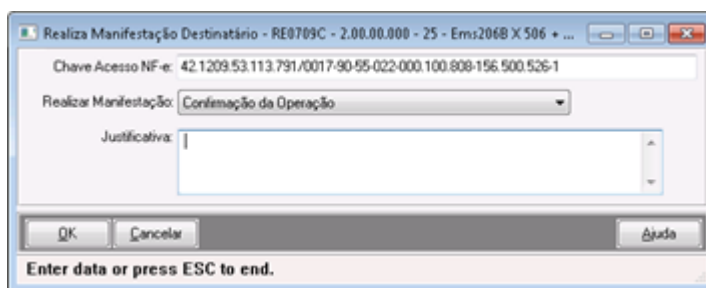 Realiza Manifestação Destinatário - RE0709C - 2.00.00.000 - 25 - Ems206B X 506 + ...
Chave Acesso NF-e: 42.1209.53.113.791/0017-90-55-022-000.100.808-156.500.526-1
Realizar Manifestação: Confirmação da Operação
Justificativa:
OK Cancelar Ajuda
Enter data or press ESC to end.